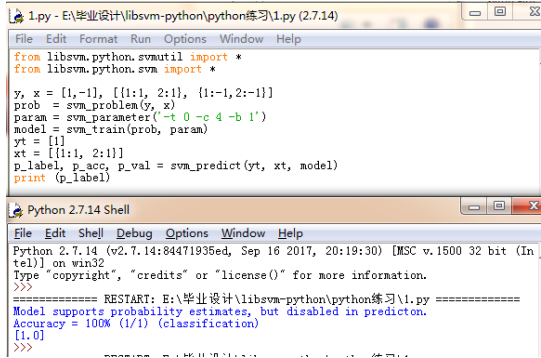 1.py - E:\毕业设计\libsvm-python\python练习\1.py (2.7.14)
File Edit Format Run Options Window Help
from libsvm.python.svmutil import *
from libsvm.python.svm import *
y, x = [1,-1], [{1:1, 2:1}, {1:-1,2:-1}]
prob = svm_problem(y, x)
param = svm_parameter('-t 0 -c 4 -b 1')
model = svm_train(prob, param)
yt = [1]
xt = [{1:1, 2:1}]
p_label, p_acc, p_val = svm_predict(yt, xt, model)
print (p_label)
Python 2.7.14 Shell
File Edit Shell Debug Options Window Help
Python 2.7.14 (v2.7.14:84471935ed, Sep 16 2017, 20:19:30) [MSC v.1500 32 bit (In
tel)] on win32
Type "copyright", "credits" or "license()" for more information.
>>>
============= RESTART: E:\毕业设计\libsvm-python\python练习\1.py =============
Model supports probability estimates, but disabled in predicton.
Accuracy = 100% (1/1) (classification)
[1.0]
>>>